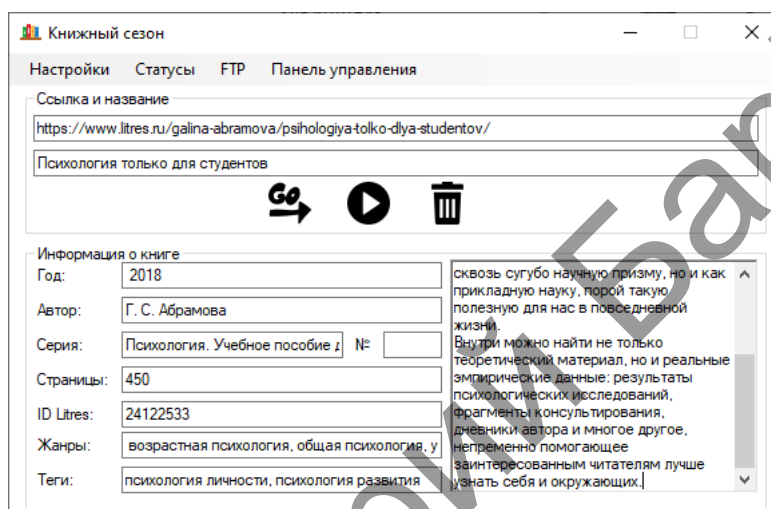 Книжный сезон
Настройки Статусы FTP Панель управления
Ссылка и название
https://www.litres.ru/galina-abramova/psihologiya-tolko-dlya-studentov/
Психология только для студентов
GO
Информация о книге
Год: 2018
Автор: Г. С. Абрамова
Серия: Психология. Учебное пособие №
Страницы: 450
ID Litres: 24122533
Жанры: возрастная психология, общая психология, у
Теги: психология личности, психология развития
сквозь сугубо научную призму, но и как
прикладную науку, порой такую
полезную для нас в повседневной
жизни.
Внутри можно найти не только
теоретический материал, но и реальные
эмпирические данные: результаты
психологических исследований,
фрагменты консультирования,
дневники автора и многое другое,
непременно помогающее
заинтересованным читателям лучше
узнать себя и окружающих.